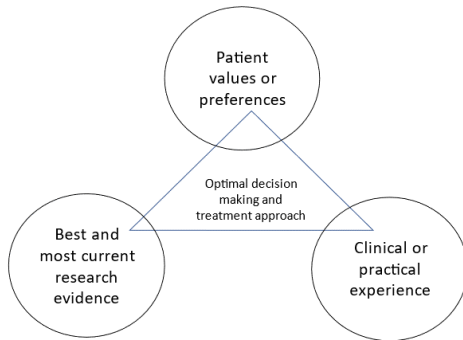 Patient
values or
preferences
Optimal decision
making and
treatment approach
Best and
most current
research
evidence
Clinical or
practical
experience